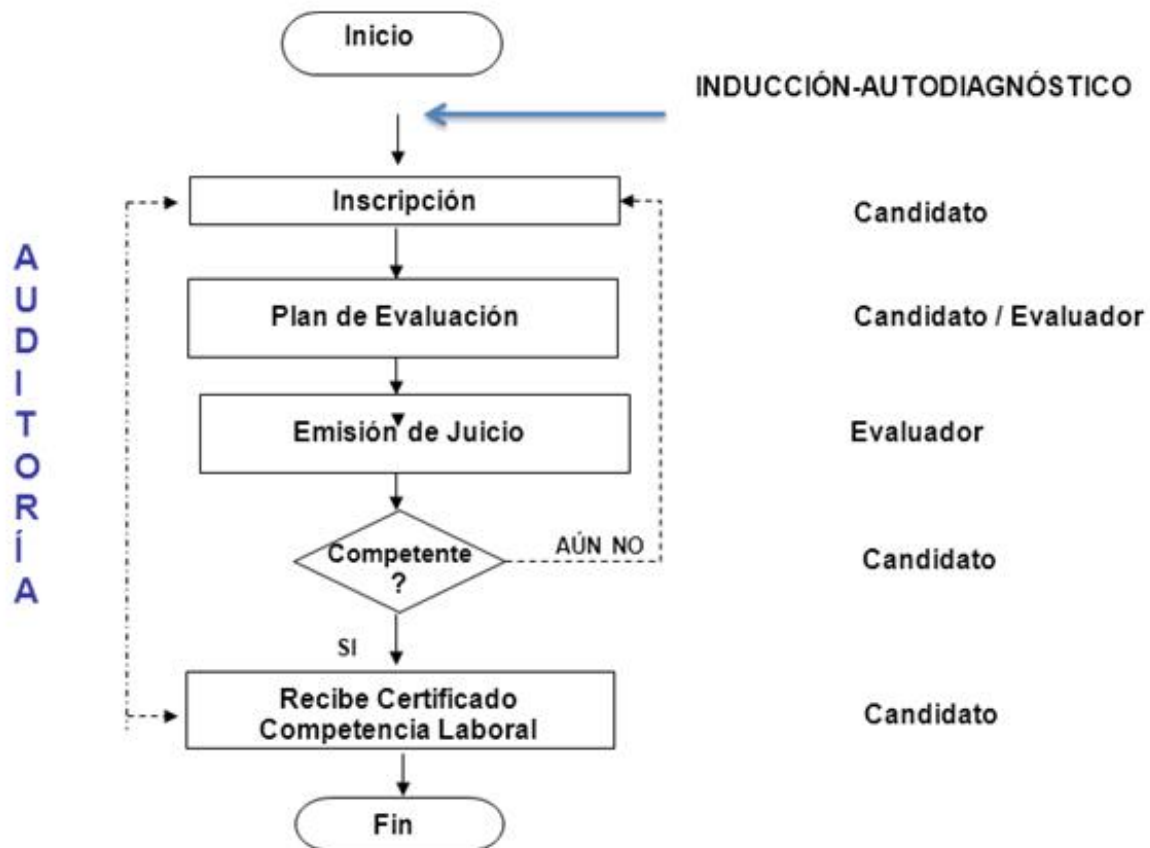 Inicio
INDUCCIÓN-AUTODIAGNÓSTICO
Inscripción
Candidato
AUDITORÍA
Plan de Evaluación
Candidato / Evaluador
Emisión de Juicio
Evaluador
Competente
?
AÚN NO
Candidato
SI
Recibe Certificado
Competencia Laboral
Candidato
Fin